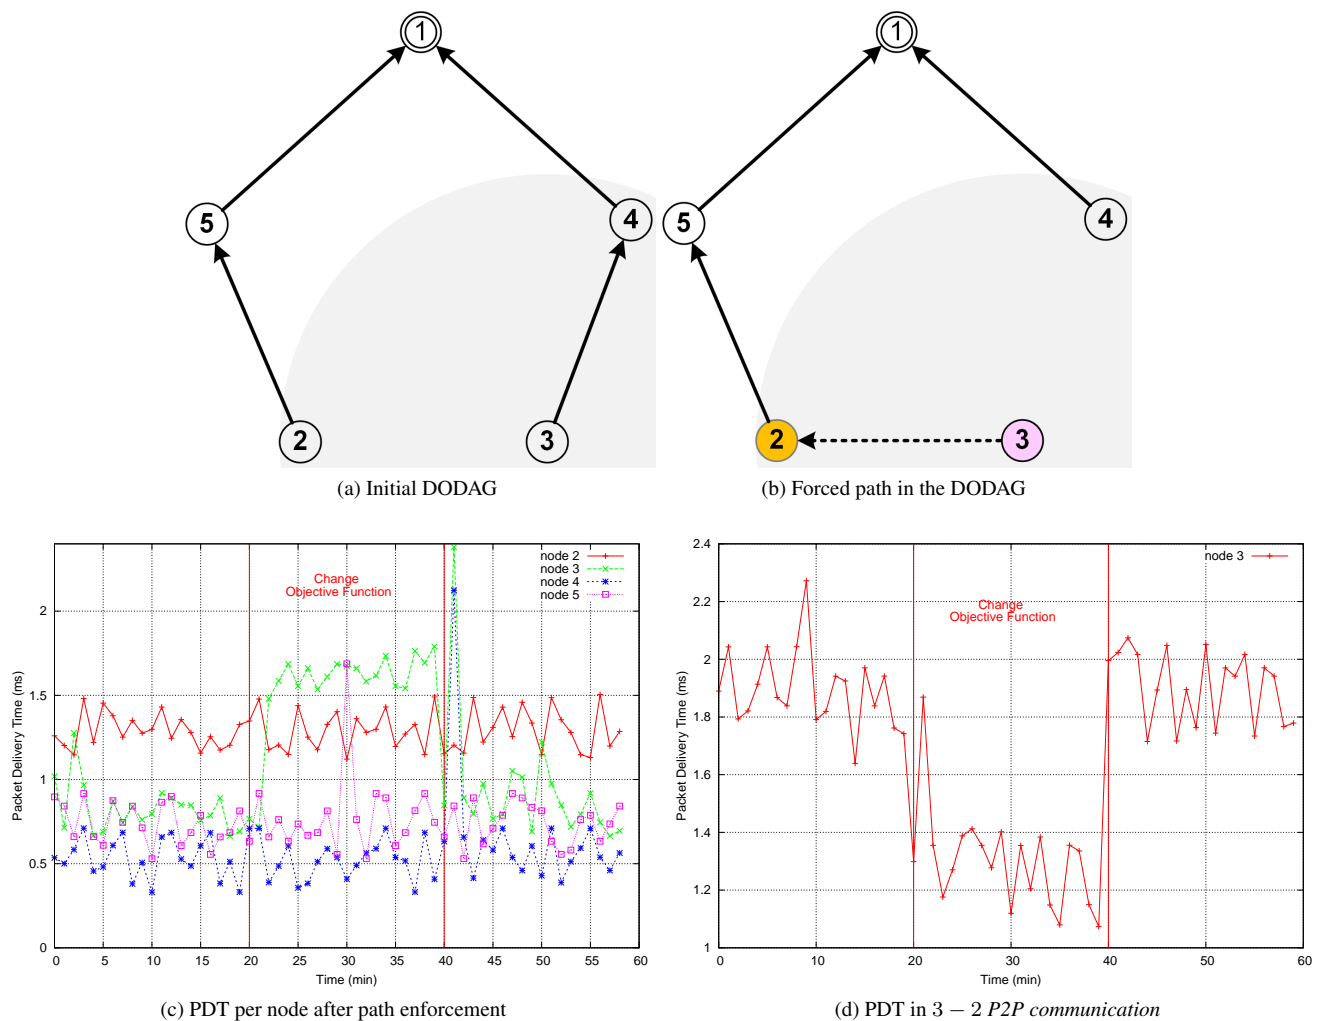 1
5
4
2
3
(a) Initial DODAG
1
5
4
2
3
(b) Forced path in the DODAG
Packet Delivery Time (ms)
2
1.5
1
0.5
0
0 5 10 15 20 25 30 35 40 45 50 55 60
Time (min)
Change
Objective Function
node 2
node 3
node 4
node 5
(c) PDT per node after path enforcement
Packet Delivery Time (ms)
2.4
2.2
2
1.8
1.6
1.4
1.2
1
0 10 20 30 40 50 60
Time (min)
Change
Objective Function
node 3
(d) PDT in 3 − 2 P2P communication